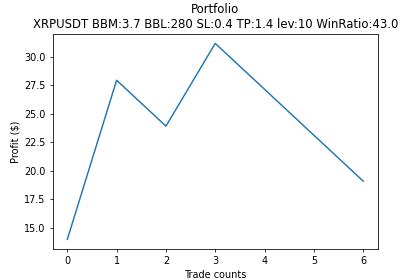 Portfolio
XRPUSDT BBM:3.7 BBL:280 SL:0.4 TP:1.4 lev:10 WinRatio:43.0
30.0
27.5
25.0
22.5
20.0
17.5
15.0
Profit ($)
0 1 2 3 4 5 6
Trade counts